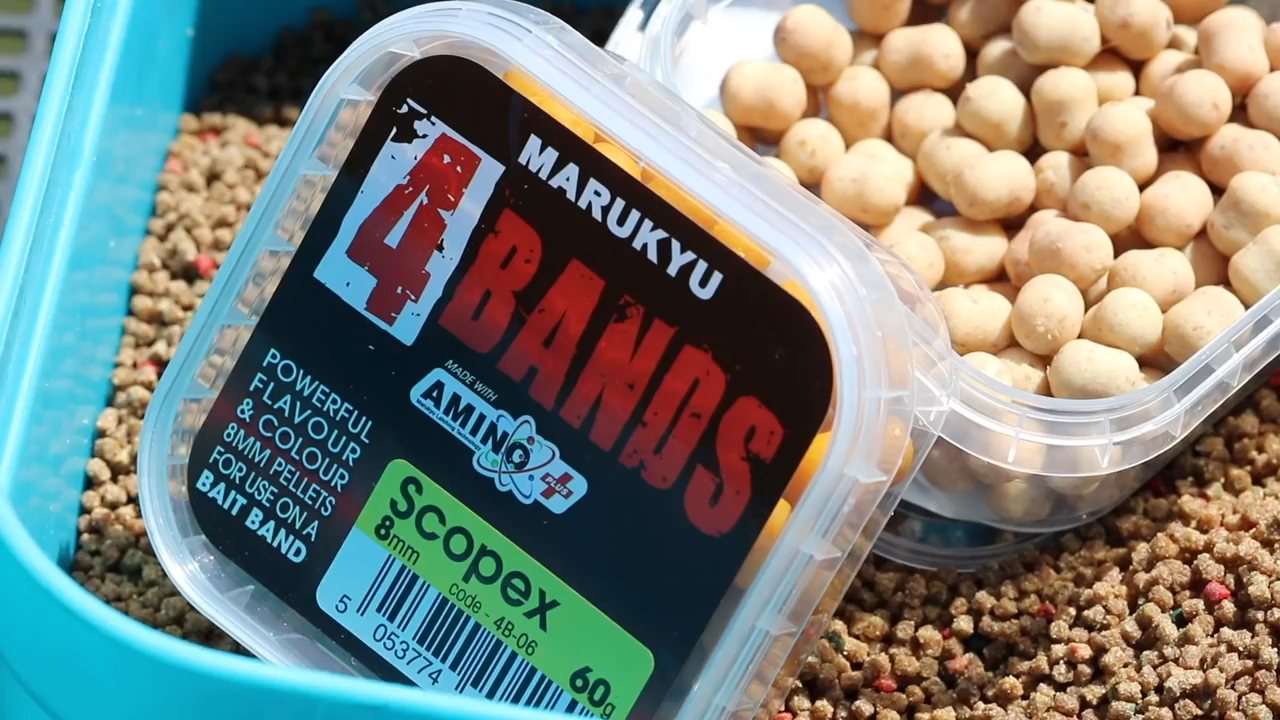 MARUKYU
4 BANDS
MADE WITH
AMINO
PLUS +
POWERFUL
FLAVOUR
& COLOUR
8MM PELLETS
FOR USE ON A
BAIT BAND
Scopex
8mm
code - 4B-06
60g
5 053774